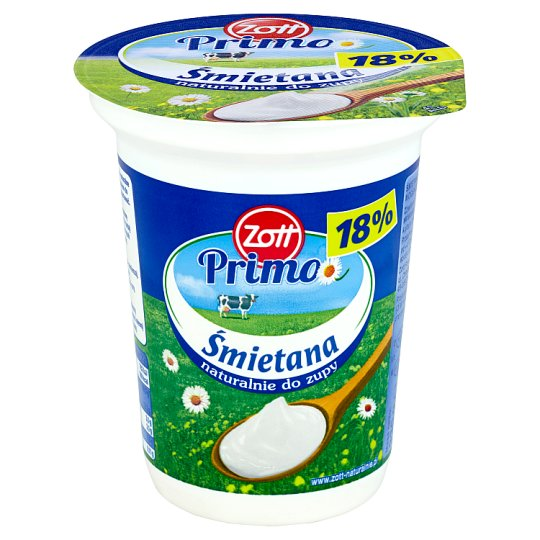 Zott
Primo
18%
Śmietana
naturalnie do zupy
Zott
18%
Primo
Śmietana
naturalnie do zupy
www.zott-naturalnie.pl